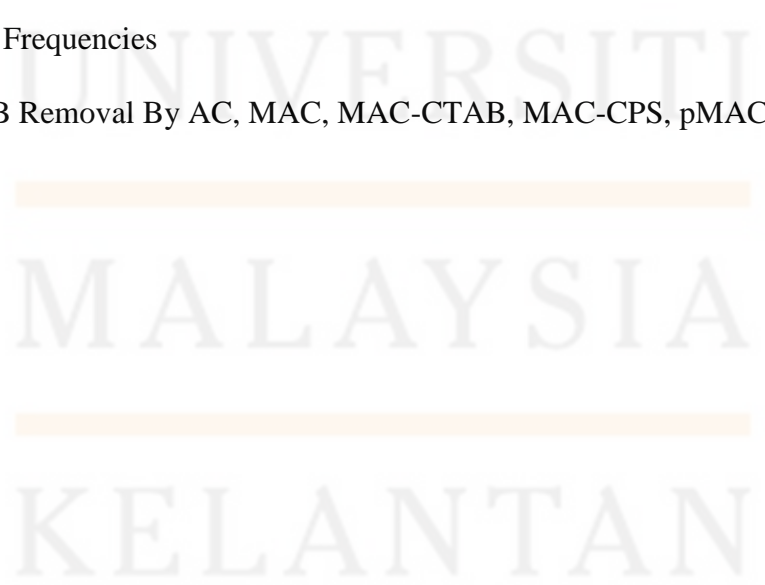 UNIVERSITI
Frequencies
B Removal By AC, MAC, MAC-CTAB, MAC-CPS, pMAC
MALAYSIA
KELANTAN